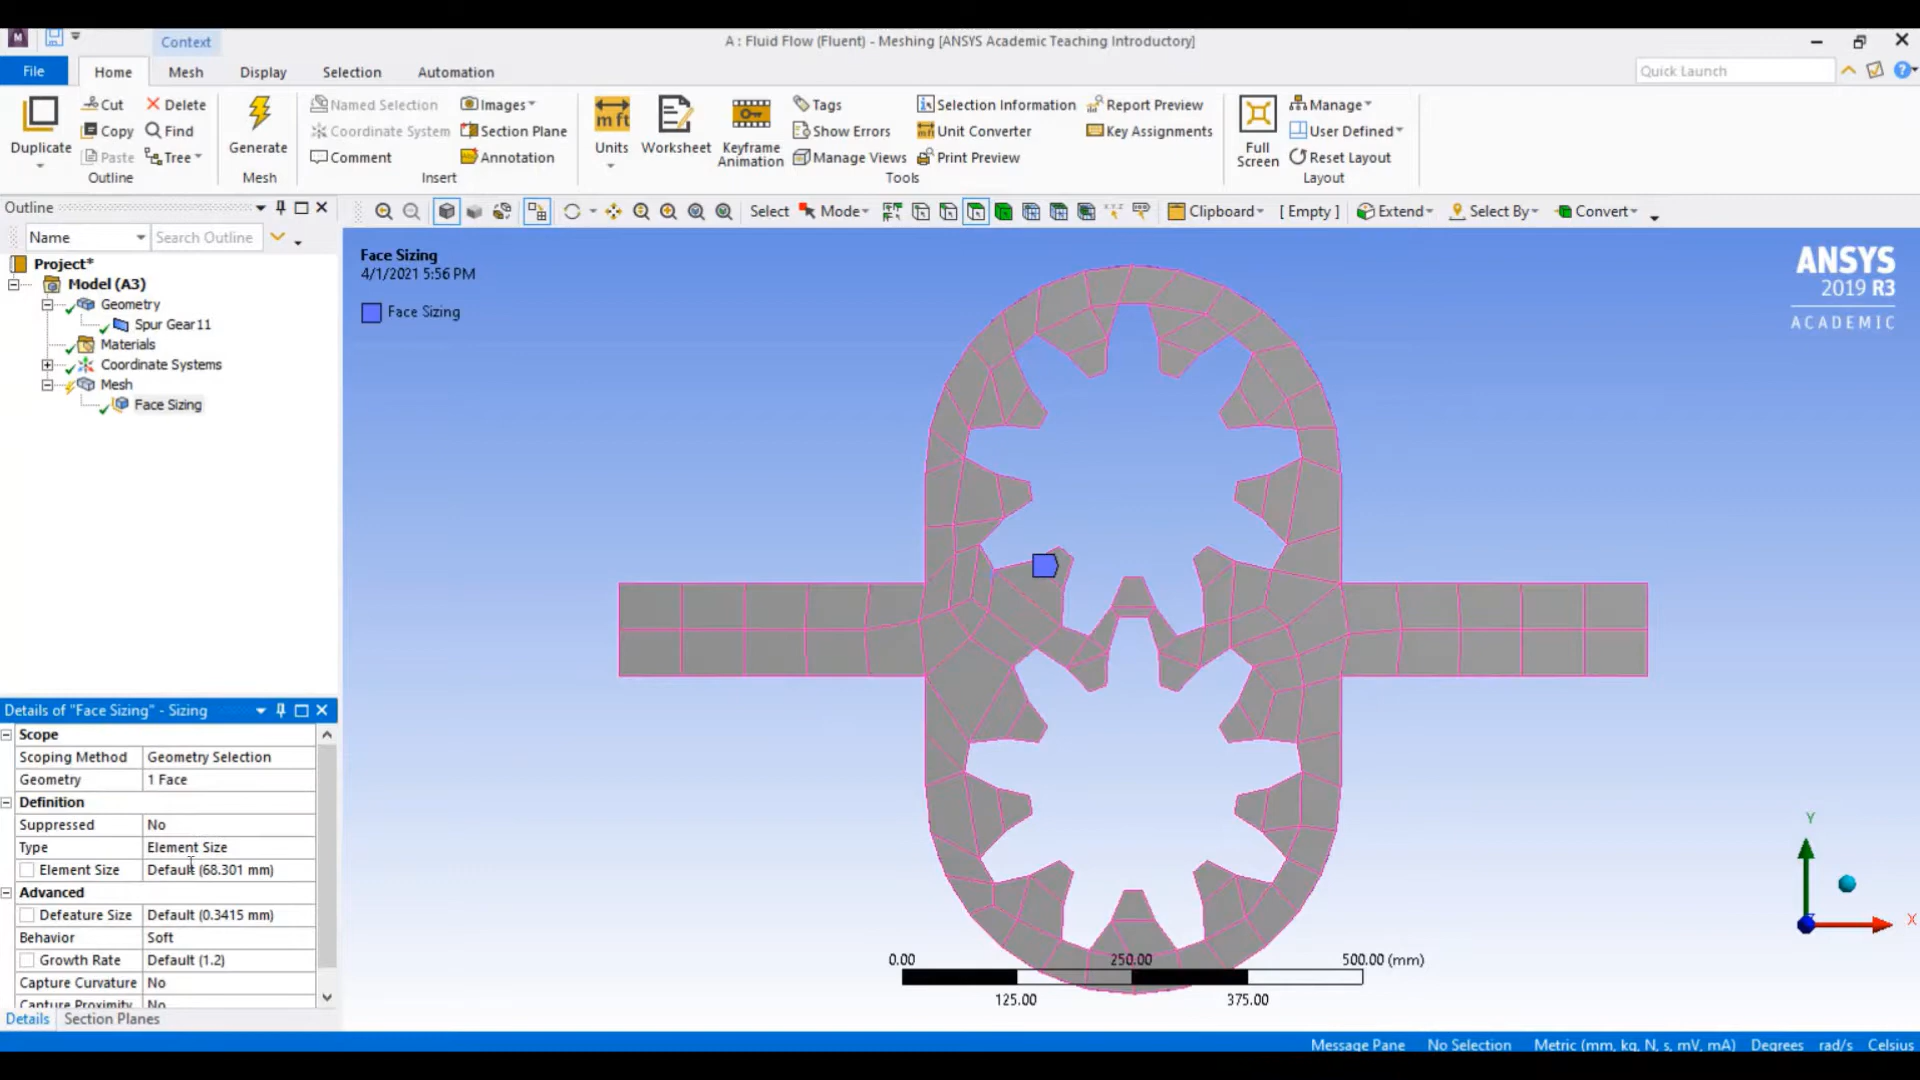 Context
A : Fluid Flow (Fluent) - Meshing [ANSYS Academic Teaching Introductory]
File Home Mesh Display Selection Automation
Quick Launch
Duplicate
Cut Delete
Copy Find
Paste Tree
Outline
Generate
Mesh
Named Selection Images
Coordinate System Section Plane
Comment Annotation
Insert
mft
Units
Worksheet
Keyframe
Animation
Tags
Show Errors
Manage Views
Selection Information
Unit Converter
Print Preview
Report Preview
Key Assignments
Tools
Full
Screen
Manage
User Defined
Reset Layout
Layout
Outline
Name Search Outline
Select Mode Clipboard [ Empty ] Extend Select By Convert
Project*
Model (A3)
Geometry
Spur Gear11
Materials
Coordinate Systems
Mesh
Face Sizing
Face Sizing
4/1/2021 5:56 PM
Face Sizing
ANSYS
2019 R3
ACADEMIC
Details of "Face Sizing" - Sizing
Scope
Scoping Method Geometry Selection
Geometry 1 Face
Definition
Suppressed No
Type Element Size
Element Size Default (68.301 mm)
Advanced
Defeature Size Default (0.3415 mm)
Behavior Soft
Growth Rate Default (1.2)
Capture Curvature No
Capture Proximity No
Details Section Planes
0.00 250.00 500.00 (mm)
125.00 375.00
Y
X
Message Pane No Selection Metric (mm, kg, N, s, mV, mA) Degrees rad/s Celsius